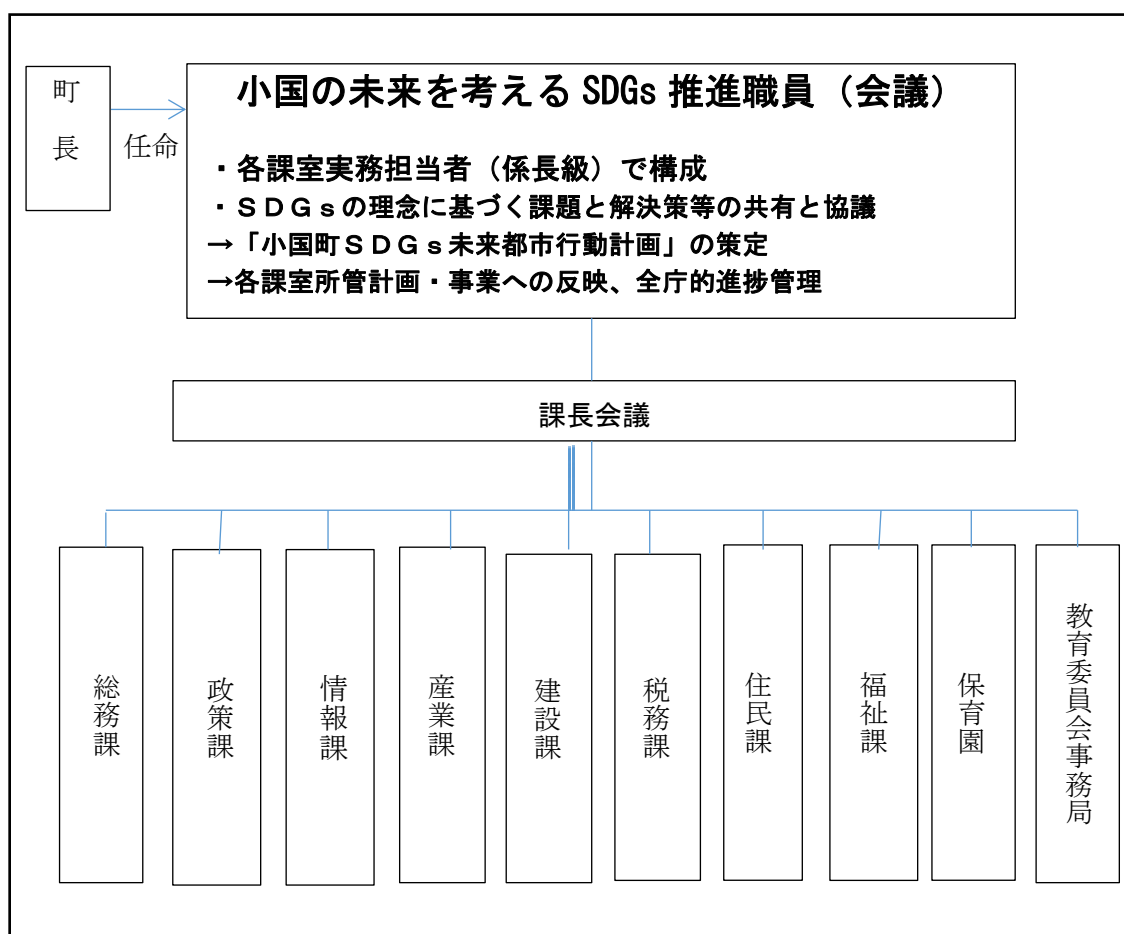 町長
任命
小国の未来を考える SDGs 推進職員（会議）
・各課室実務担当者（係長級）で構成
・ＳＤＧｓの理念に基づく課題と解決策等の共有と協議
→「小国町ＳＤＧｓ未来都市行動計画」の策定
→各課室所管計画・事業への反映、全庁的進捗管理
課長会議
総務課
政策課
情報課
産業課
建設課
税務課
住民課
福祉課
保育園
教育委員会事務局